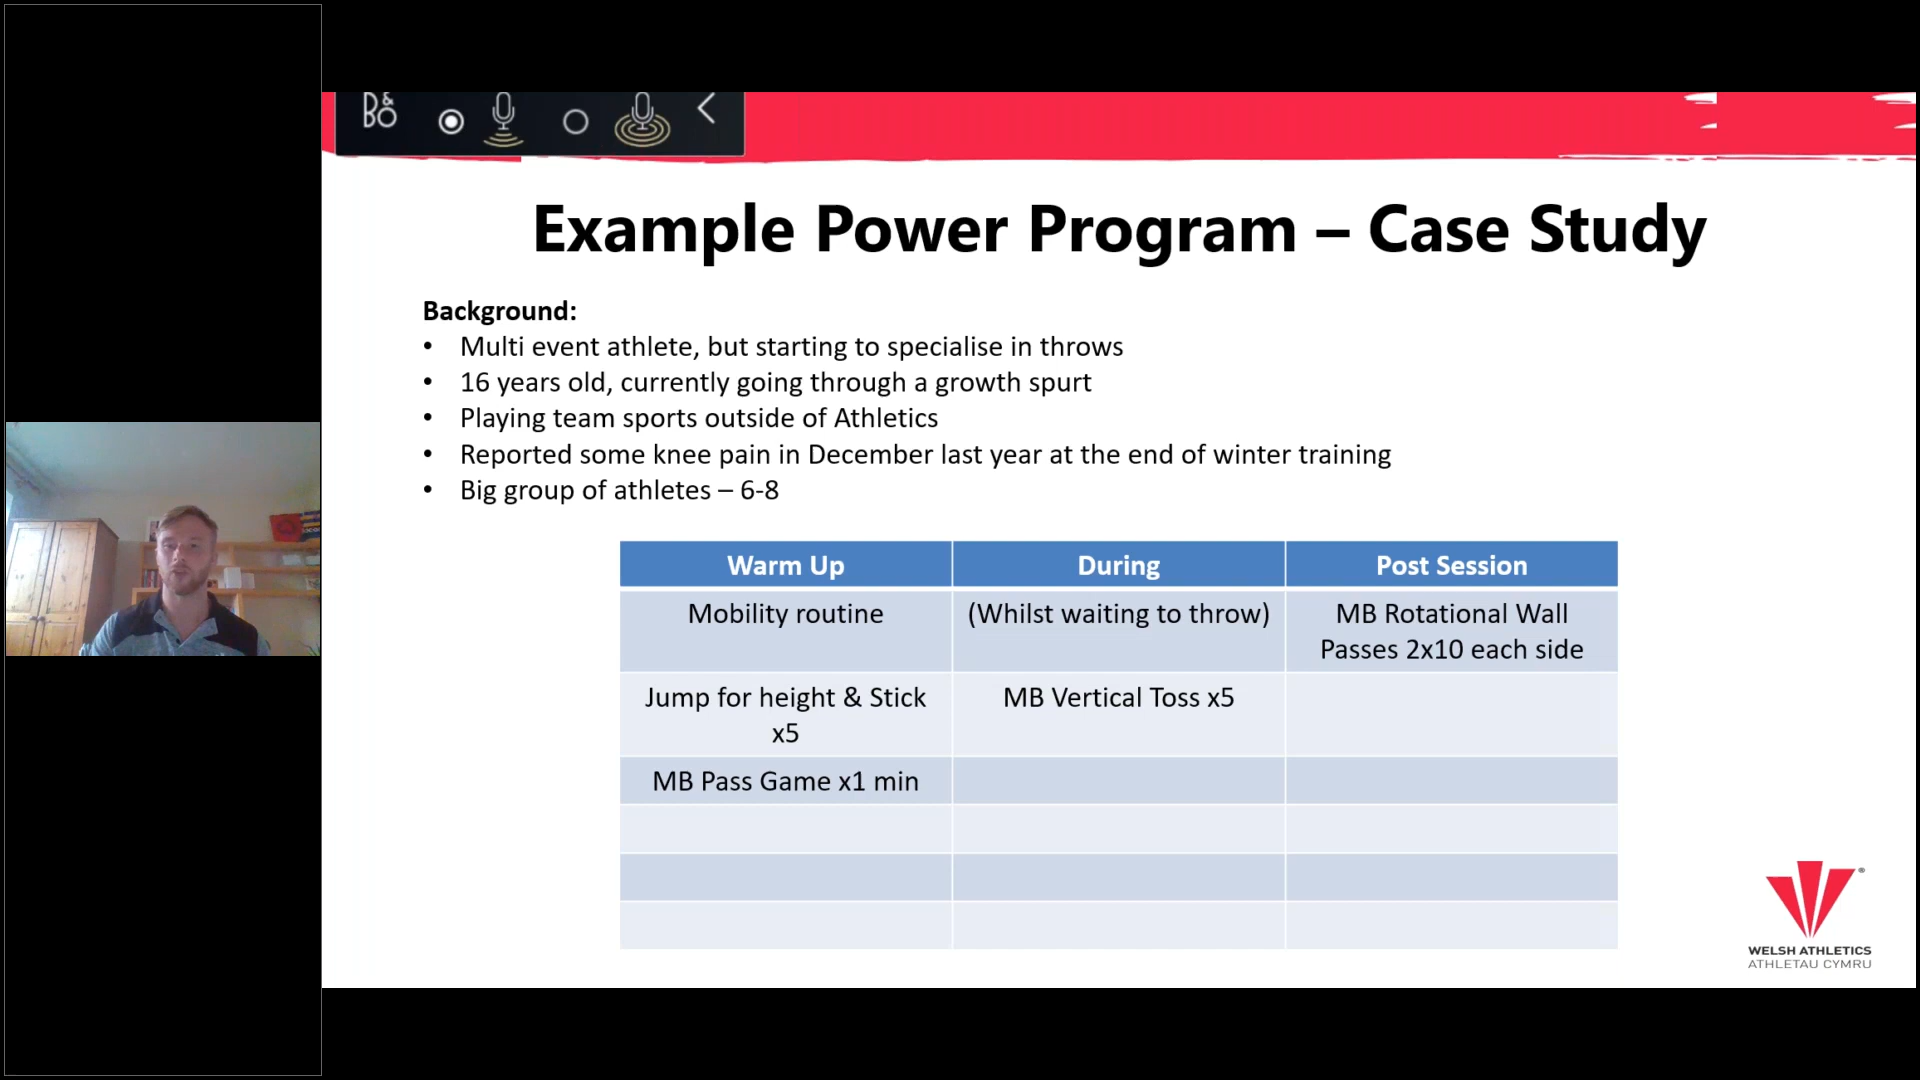 B&O
Example Power Program – Case Study
Background:
• Multi event athlete, but starting to specialise in throws
• 16 years old, currently going through a growth spurt
• Playing team sports outside of Athletics
• Reported some knee pain in December last year at the end of winter training
• Big group of athletes – 6-8
Warm Up During Post Session
Mobility routine (Whilst waiting to throw) MB Rotational Wall
Passes 2x10 each side
Jump for height & Stick MB Vertical Toss x5
x5
MB Pass Game x1 min
®
WELSH ATHLETICS
ATHLETAU CYMRU